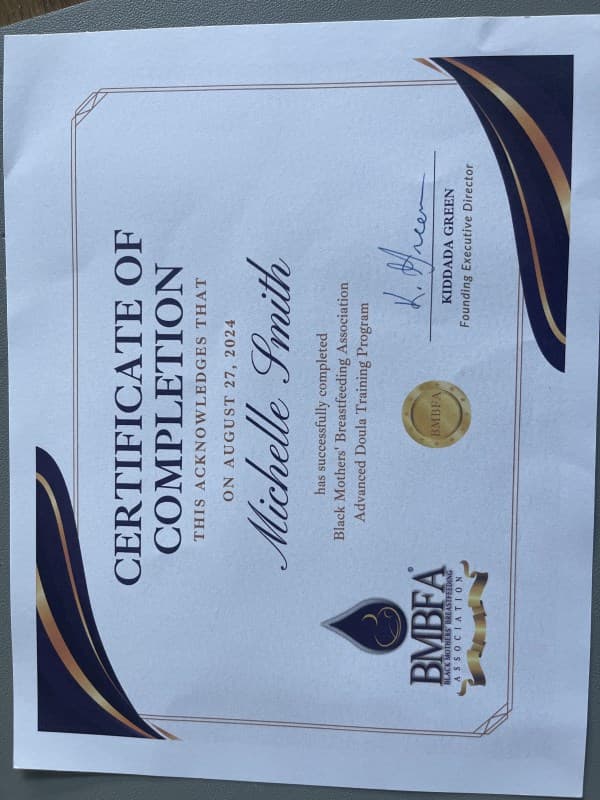 CERTIFICATE OF
COMPLETION
THIS ACKNOWLEDGES THAT
ON AUGUST 27, 2024
Michelle Smith
has successfully completed
Black Mothers' Breastfeeding Association
Advanced Doula Training Program
BMBFA®
BLACK MOTHERS' BREASTFEEDING
ASSOCIATION
BMBFA
K. Green
KIDDADA GREEN
Founding Executive Director